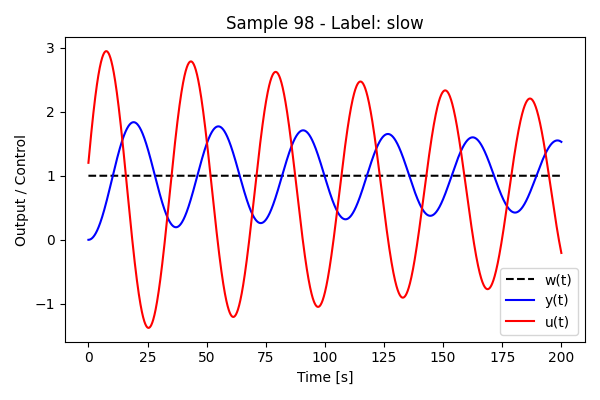 Sample 98 - Label: slow
Output / Control
3
2
1
0
−1
0
25
50
75
100
125
150
175
200
Time [s]
w(t)
y(t)
u(t)